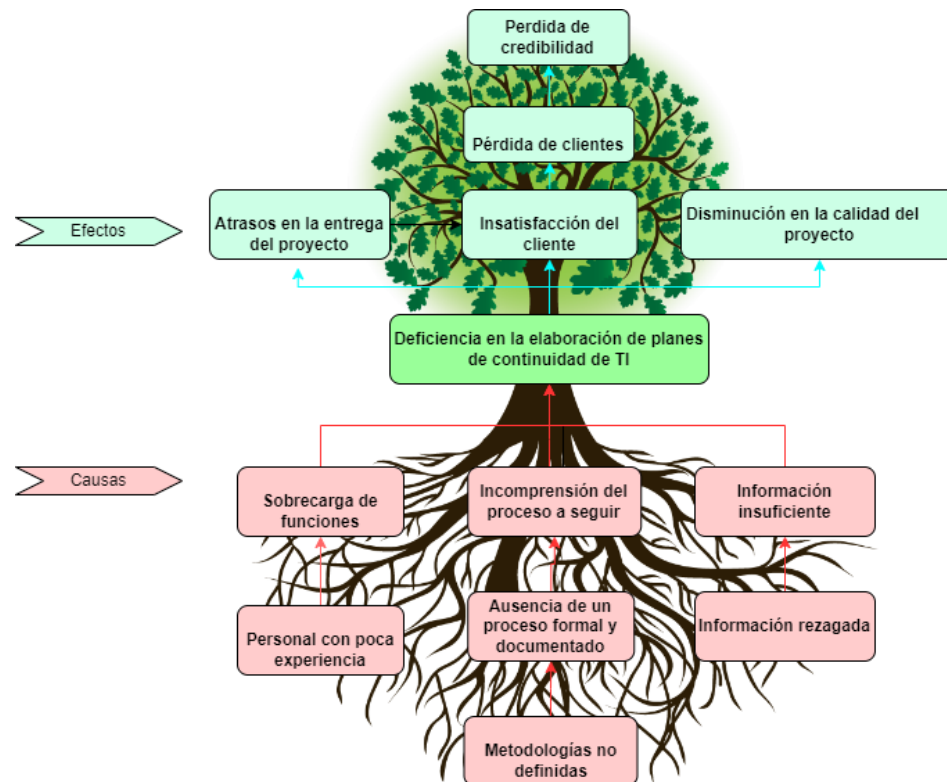 Perdida de
credibilidad
Pérdida de clientes
Efectos
Atrasos en la entrega
del proyecto
Insatisfacción del
cliente
Disminución en la calidad del
proyecto
Deficiencia en la elaboración de planes
de continuidad de TI
Causas
Sobrecarga de
funciones
Incomprensión del
proceso a seguir
Información
insuficiente
Personal con poca
experiencia
Ausencia de un
proceso formal y
documentado
Información rezagada
Metodologías no
definidas